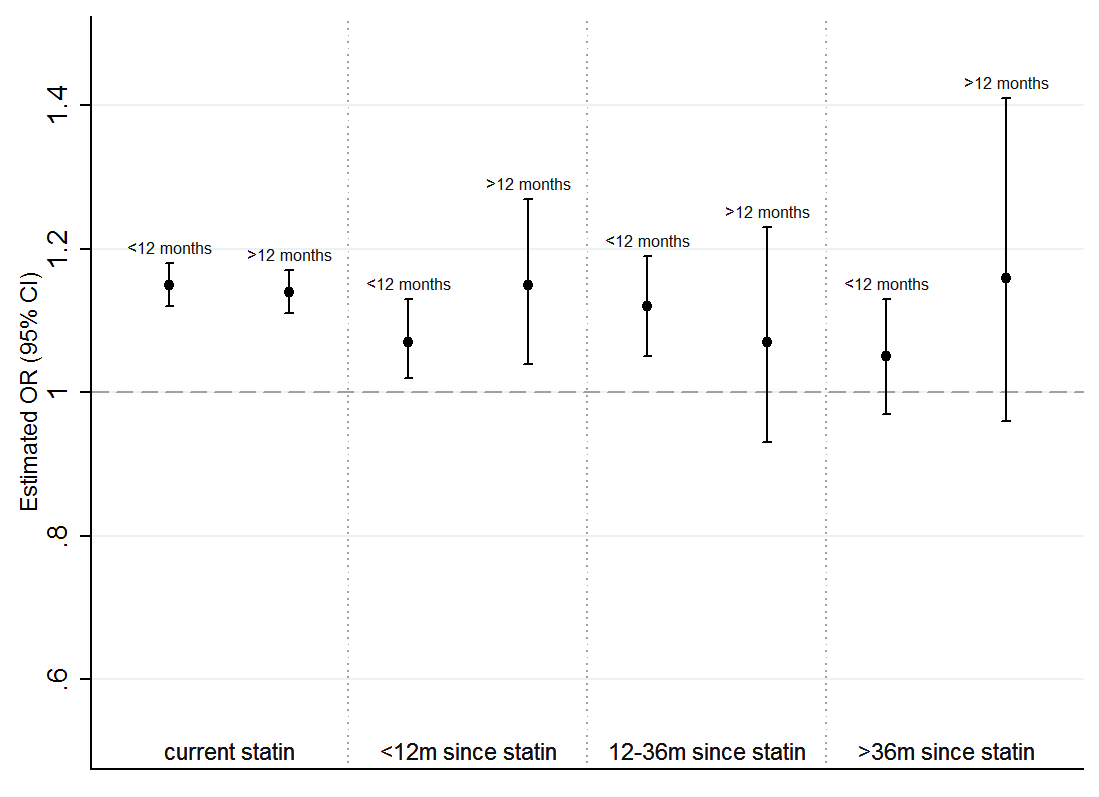 Estimated OR (95% CI)
1.4
1.2
1
.8
.6
<12 months
>12 months
<12 months
>12 months
<12 months
>12 months
<12 months
>12 months
current statin
<12m since statin
12-36m since statin
>36m since statin